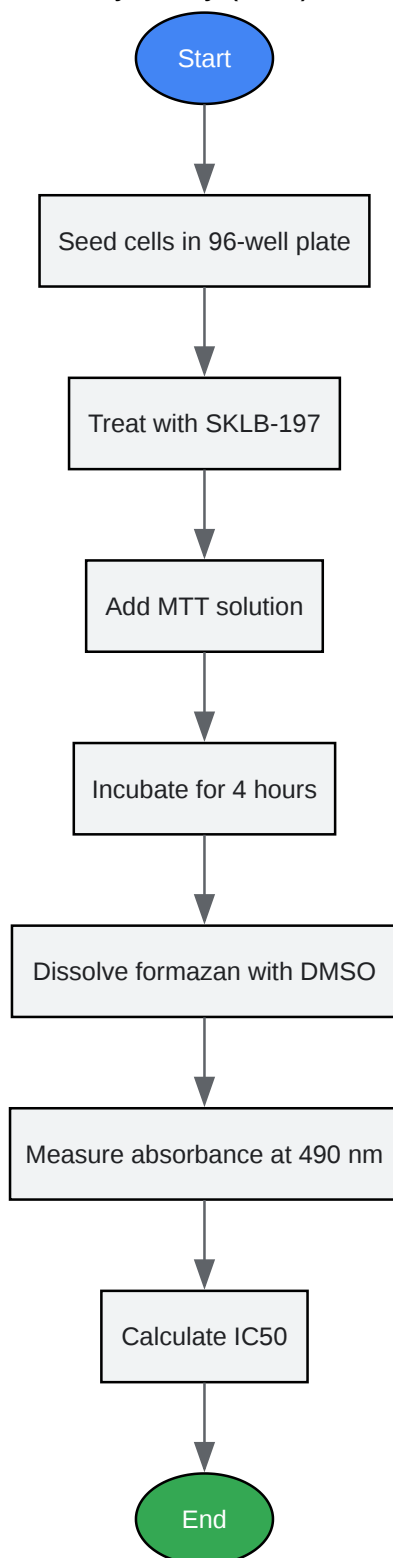 Start
Seed cells in 96-well plate
Treat with SKLB-197
Add MTT solution
Incubate for 4 hours
Dissolve formazan with DMSO
Measure absorbance at 490 nm
Calculate IC50
End